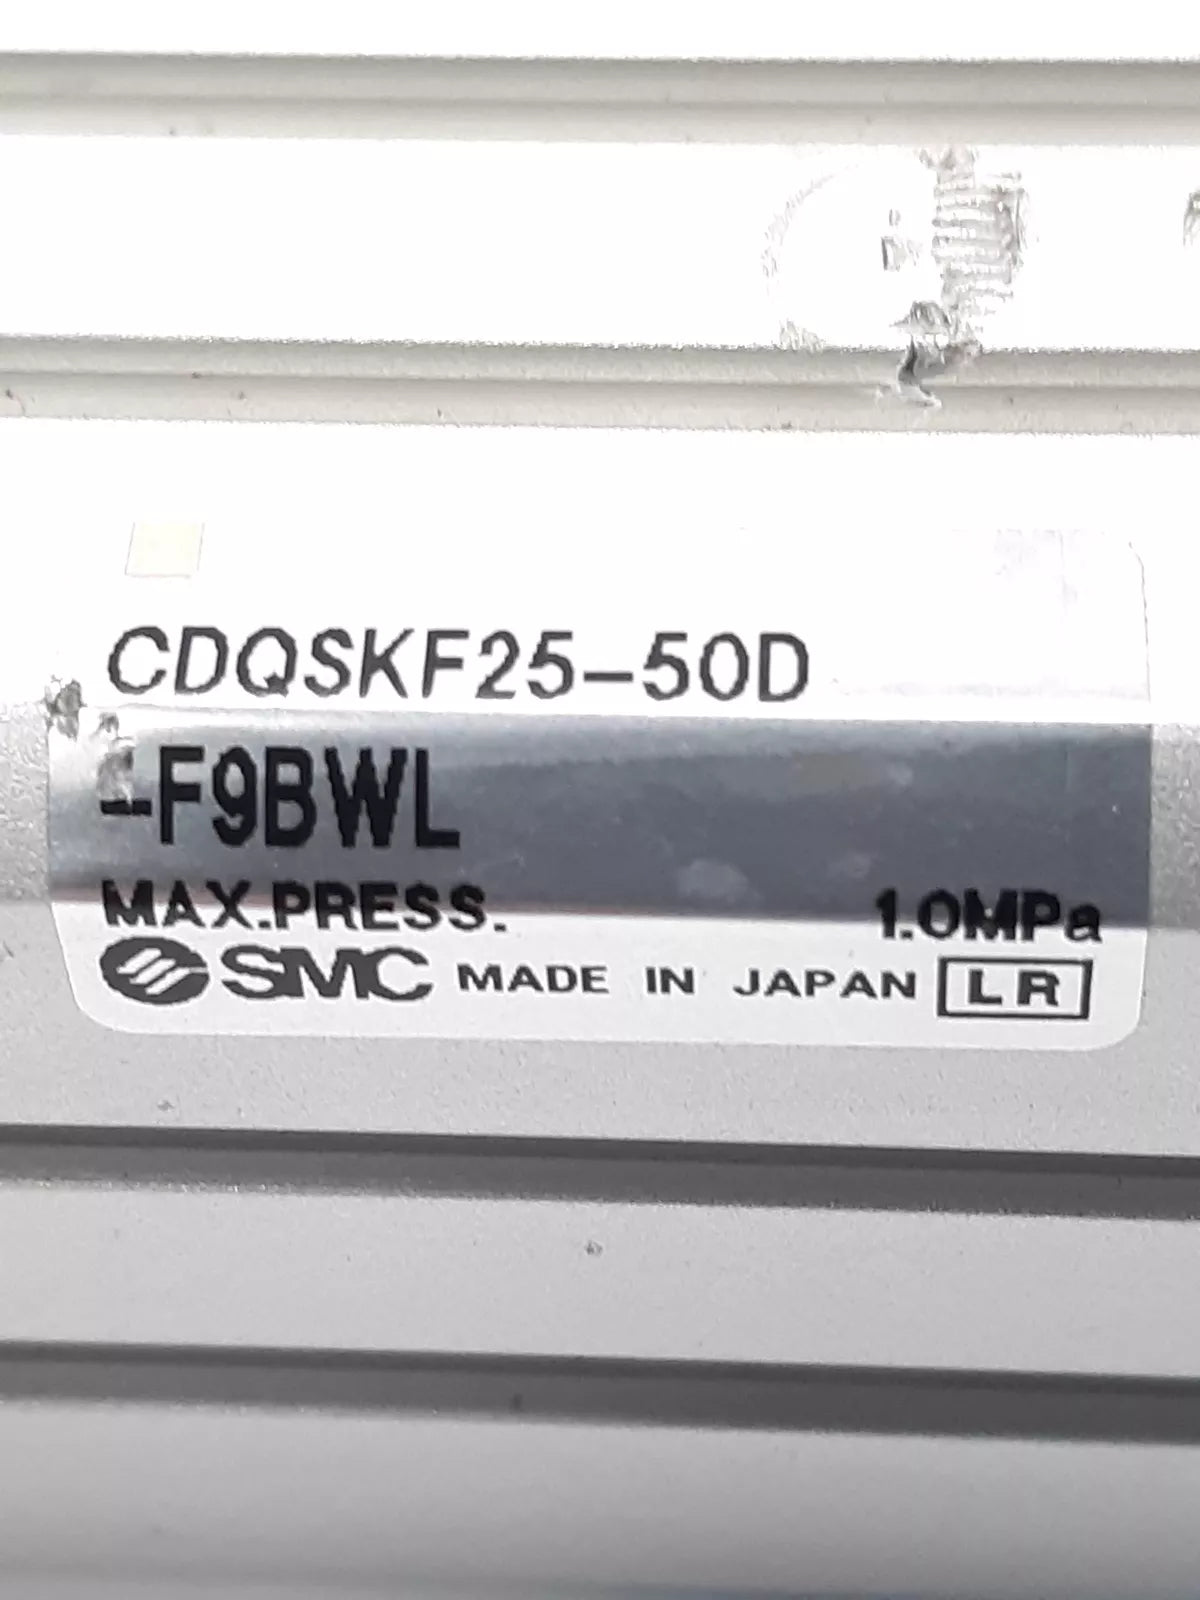 CDQSKF25-50D
-F9BWL
MAX.PRESS. 1.0MPa
SMC MADE IN JAPAN LR